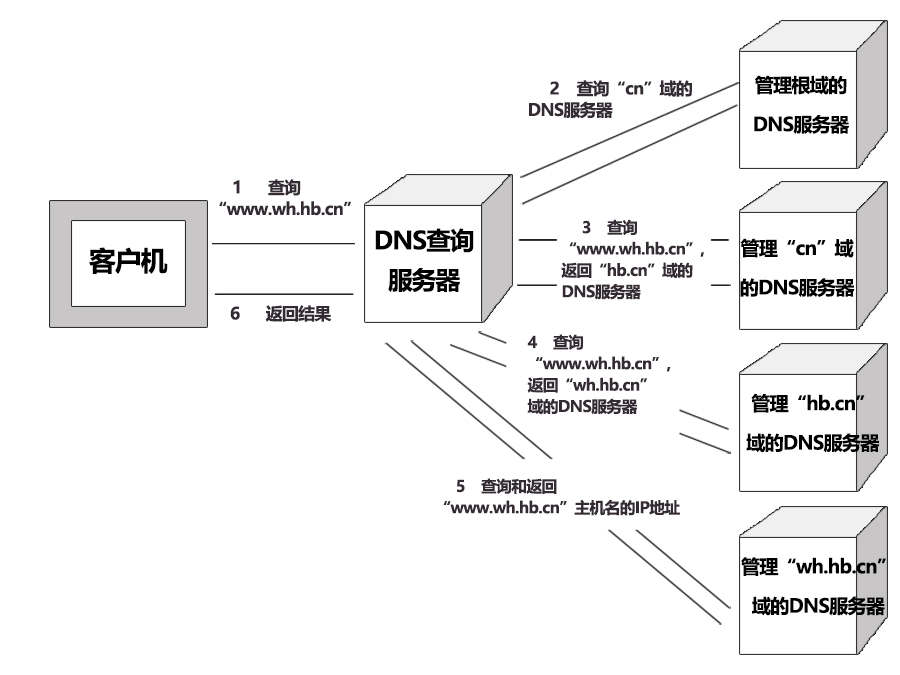 2 查询“cn”域的
DNS服务器
管理根域的
DNS服务器
1 查询
“www.wh.hb.cn”
客户机
DNS查询
服务器
6 返回结果
3 查询
“www.wh.hb.cn”,
返回“hb.cn”域的
DNS服务器
管理“cn”域
的DNS服务器
4 查询
“www.wh.hb.cn”,
返回“wh.hb.cn”
域的DNS服务器
管理“hb.cn”
域的DNS服务器
5 查询和返回
“www.wh.hb.cn”主机名的IP地址
管理“wh.hb.cn”
域的DNS服务器